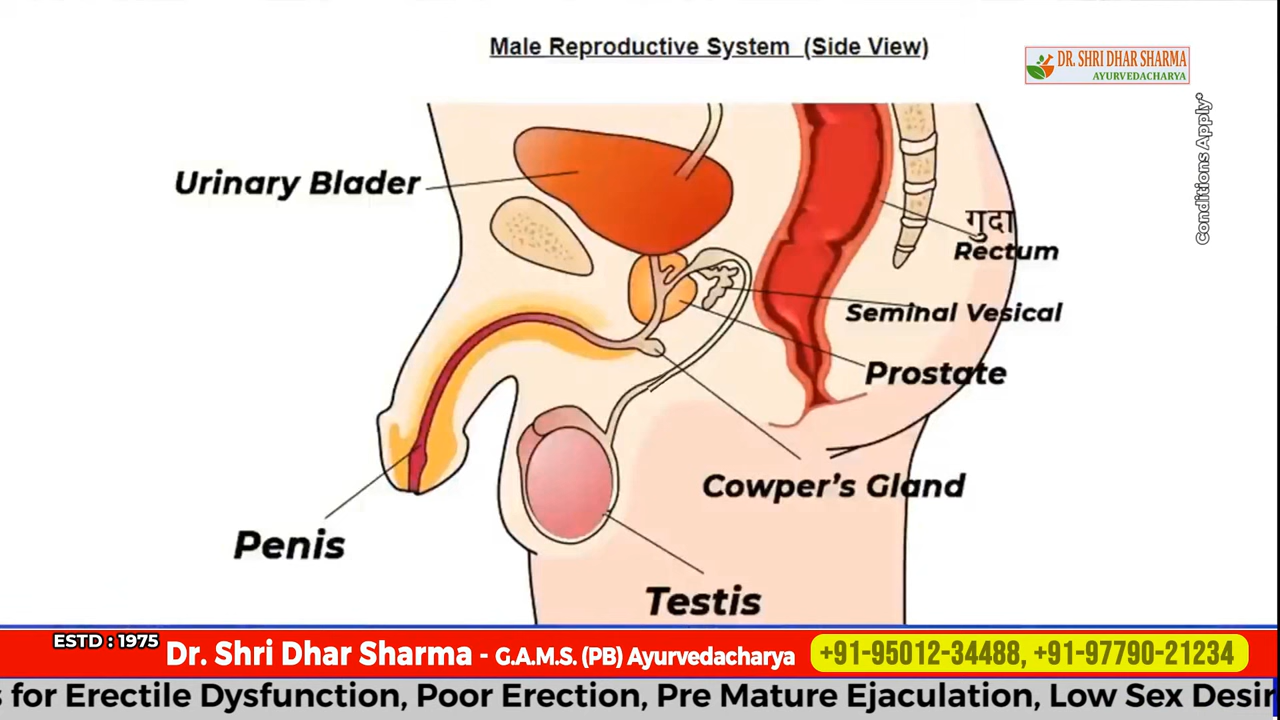 Male Reproductive System (Side View)
DR. SHRI DHAR SHARMA
AYURVEDACHARYA
Conditions Apply*
Urinary Blader
गुदा
Rectum
Seminal Vesical
Prostate
Cowper's Gland
Penis
Testis
ESTD : 1975
Dr. Shri Dhar Sharma - G.A.M.S. (PB) Ayurvedacharya
+91-95012-34488, +91-97790-21234
for Erectile Dysfunction, Poor Erection, Pre Mature Ejaculation, Low Sex